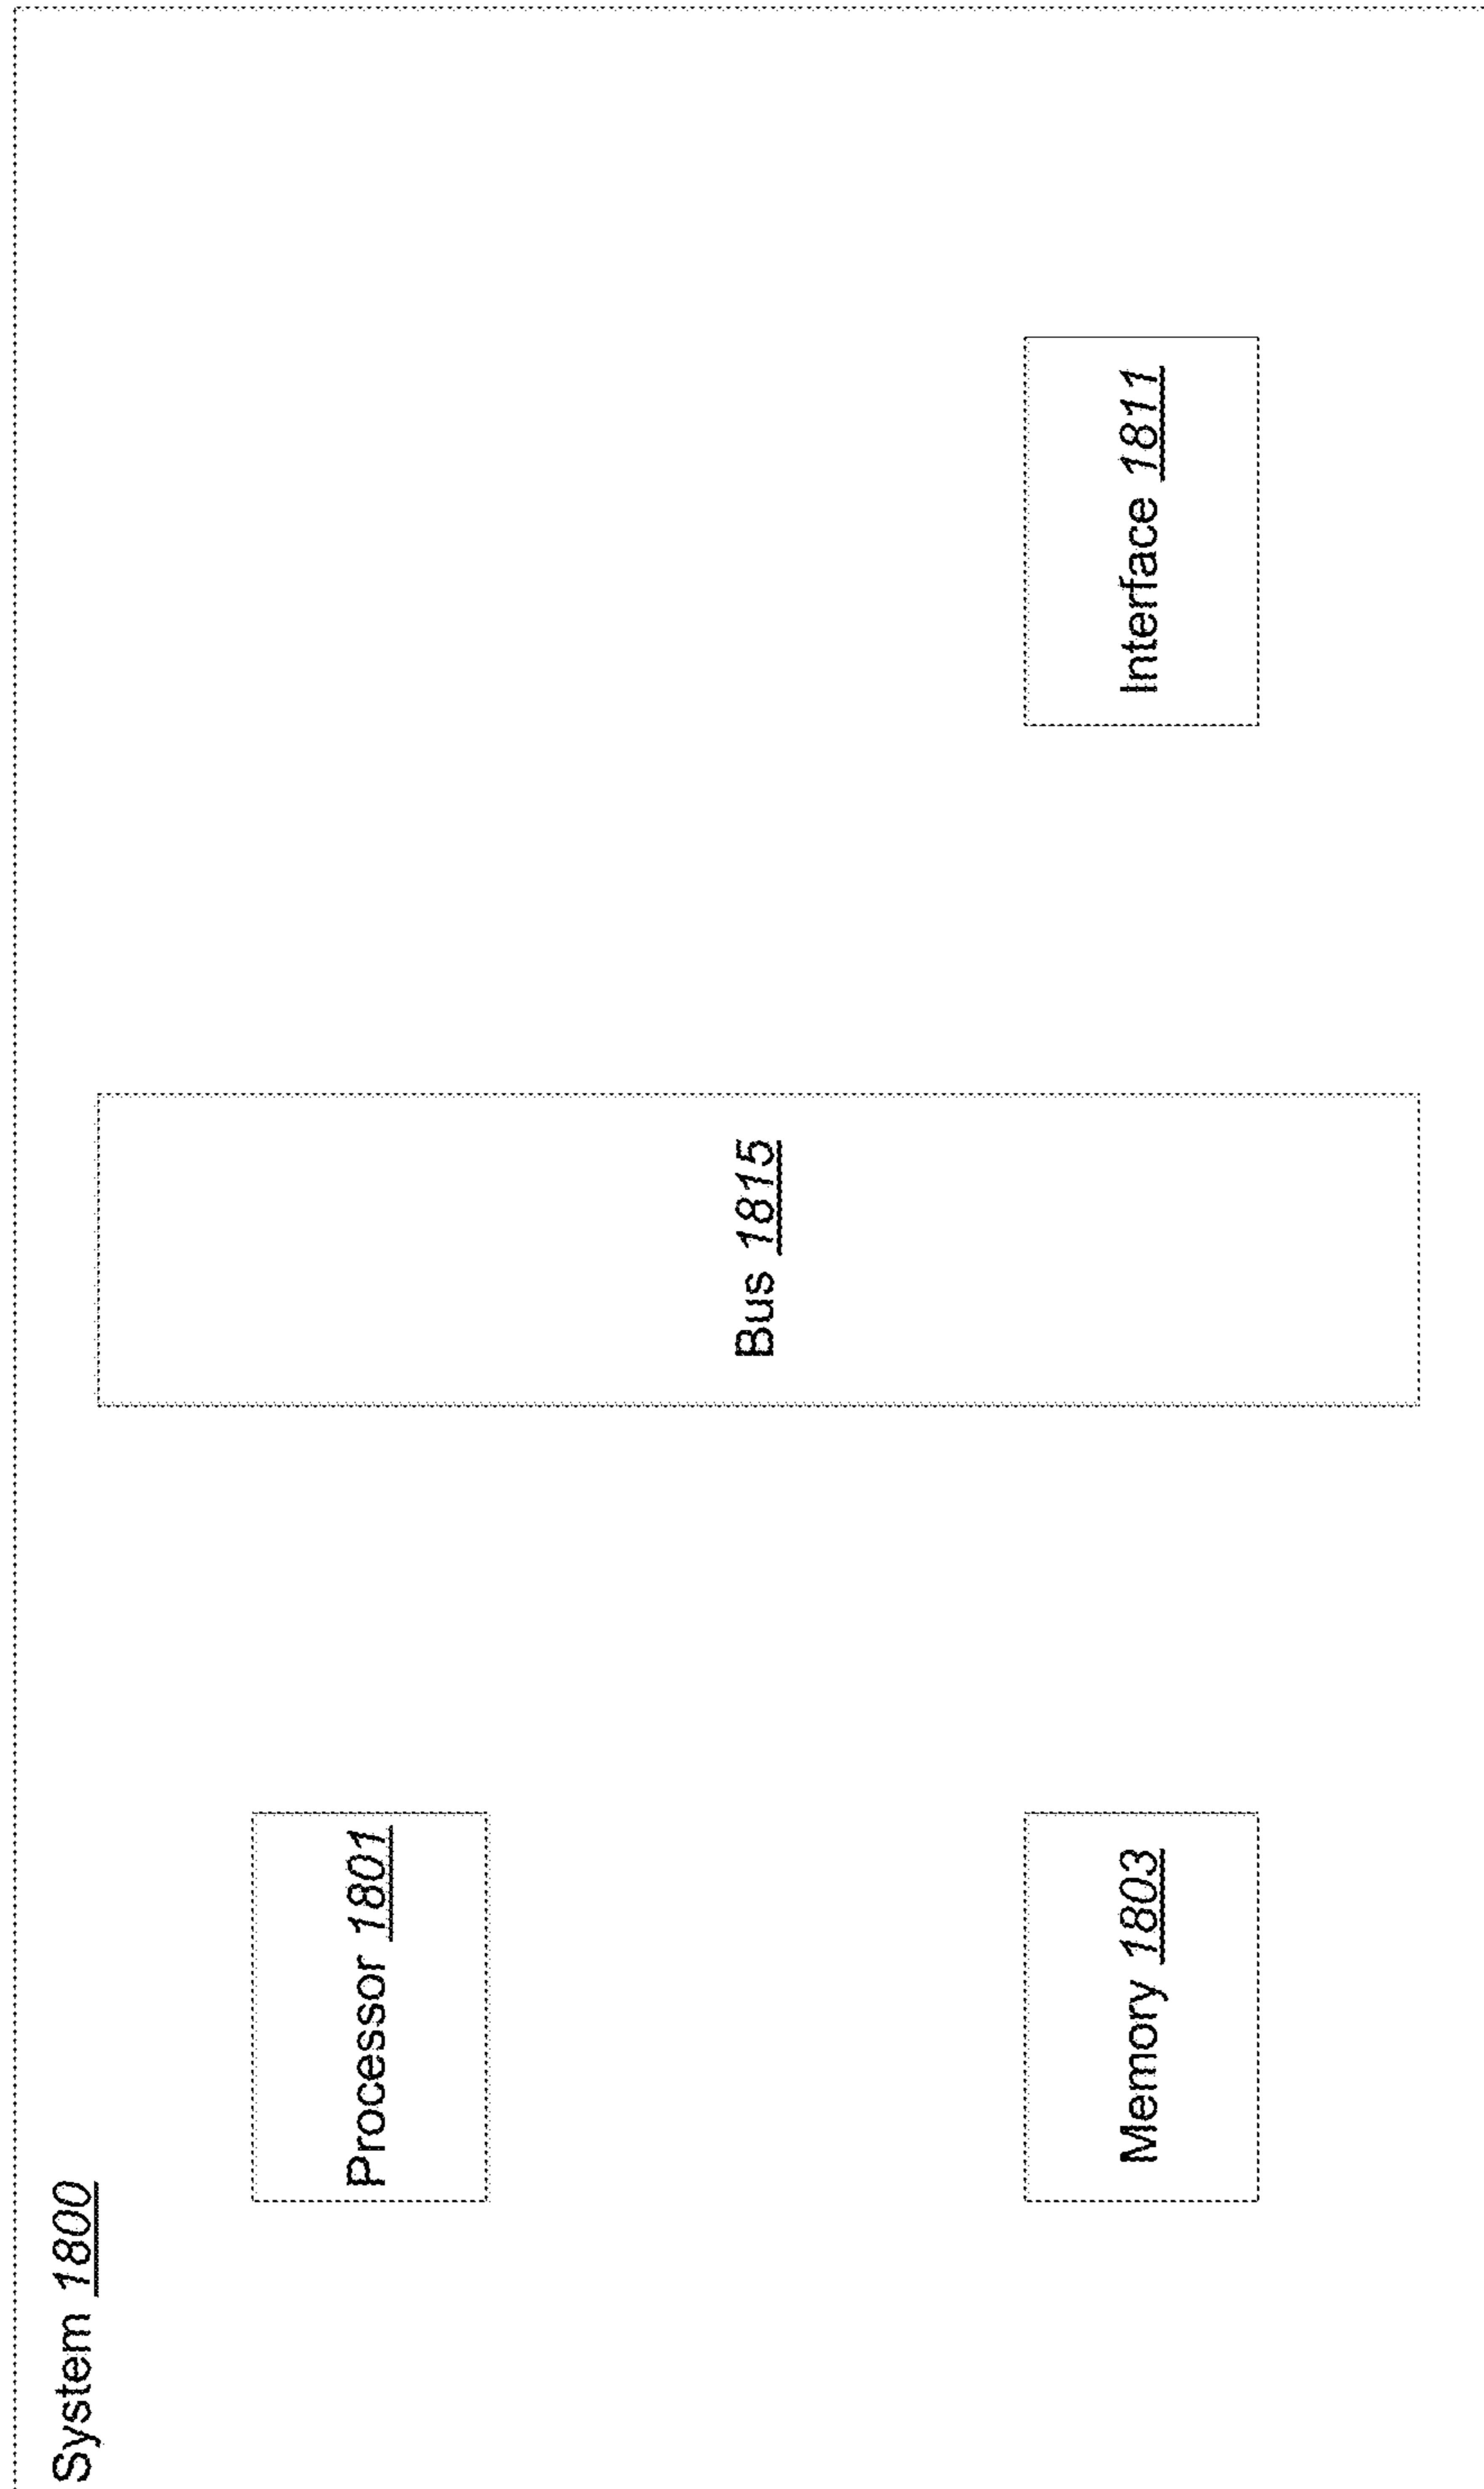 System 1800
Processor 1801
Bus 1815
Memory 1803
Interface 1811